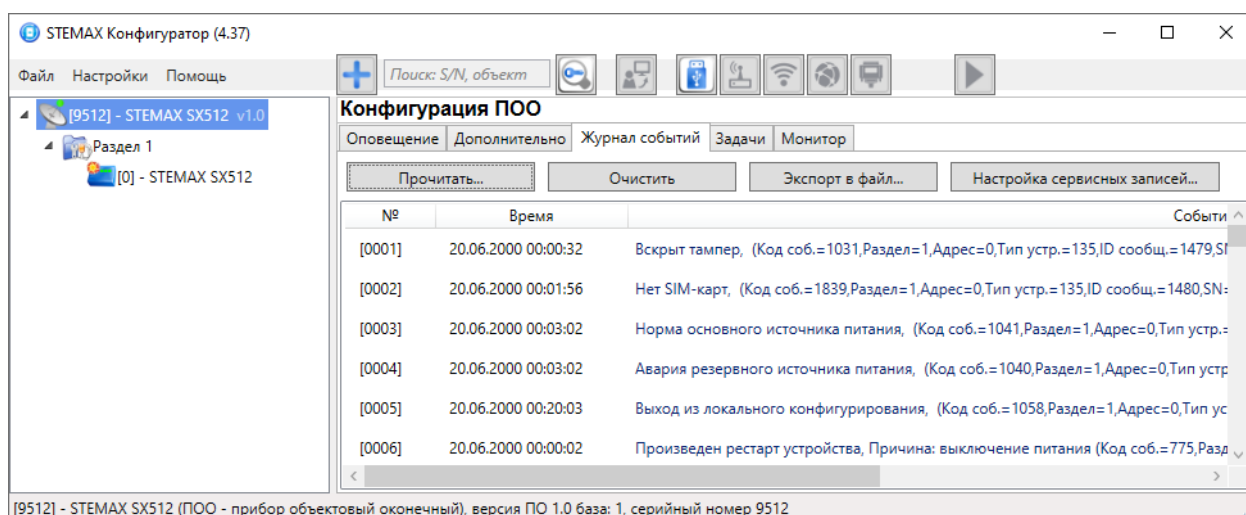 STEMAX Конфигуратор (4.37)
Файл Настройки Помощь
Поиск: S/N, объект
[9512] - STEMAX SX512 v1.0
Раздел 1
[0] - STEMAX SX512
Конфигурация ПОО
Оповещение Дополнительно Журнал событий Задачи Монитор
Прочитать... Очистить Экспорт в файл... Настройка сервисных записей...
№ Время Событи
[0001] 20.06.2000 00:00:32 Вскрыт тампер, (Код соб.=1031,Раздел=1,Адрес=0,Тип устр.=135,ID сообщ.=1479,SN
[0002] 20.06.2000 00:01:56 Нет SIM-карт, (Код соб.=1839,Раздел=1,Адрес=0,Тип устр.=135,ID сообщ.=1480,SN=
[0003] 20.06.2000 00:03:02 Норма основного источника питания, (Код соб.=1041,Раздел=1,Адрес=0,Тип устр.=
[0004] 20.06.2000 00:03:02 Авария резервного источника питания, (Код соб.=1040,Раздел=1,Адрес=0,Тип устр
[0005] 20.06.2000 00:20:03 Выход из локального конфигурирования, (Код соб.=1058,Раздел=1,Адрес=0,Тип ус
[0006] 20.06.2000 00:00:02 Произведен рестарт устройства, Причина: выключение питания (Код соб.=775,Разд
[9512] - STEMAX SX512 (ПОО - прибор объектовый оконечный), версия ПО 1.0 база: 1, серийный номер 9512